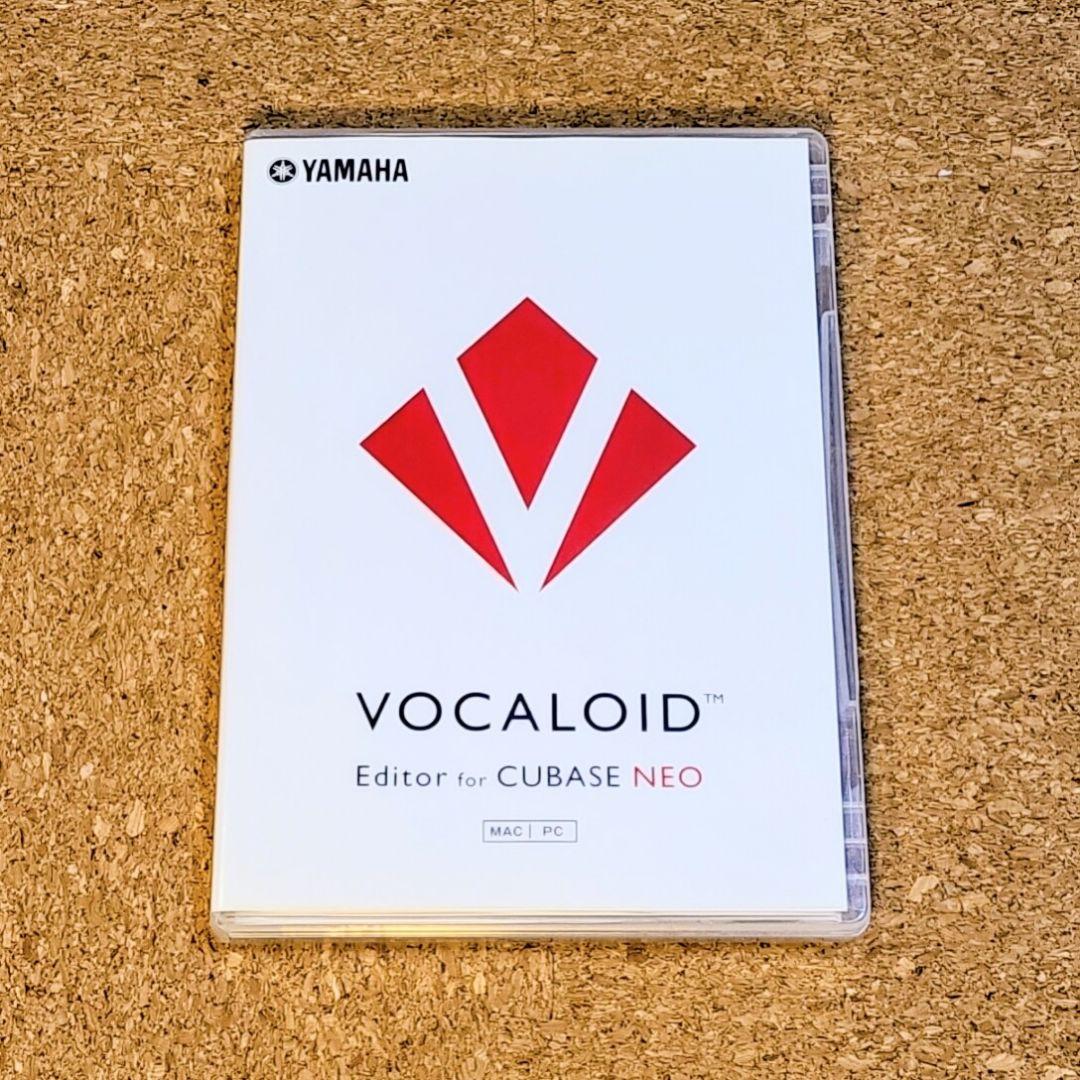 YAMAHA
VOCALOID™
Editor for CUBASE NEO
MAC | PC